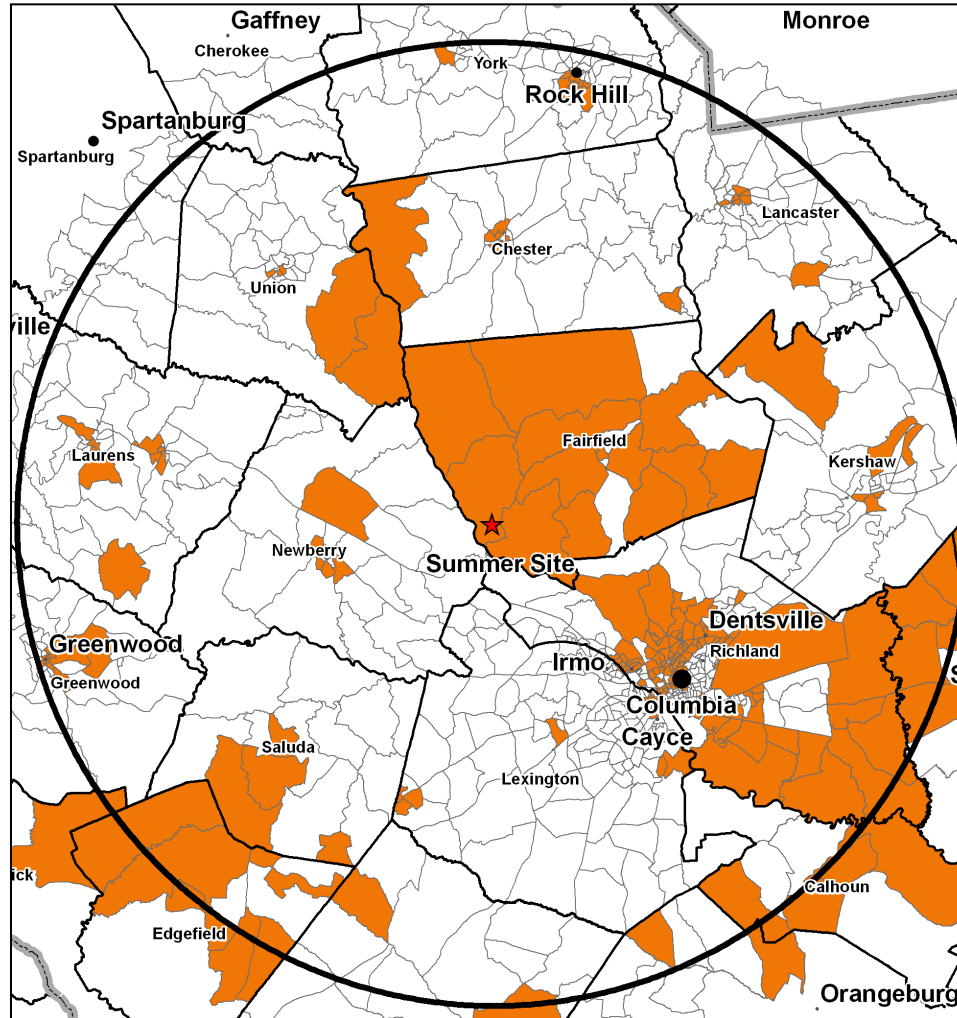 Gaffney
Monroe
Cherokee
York
Rock Hill
Spartanburg
Spartanburg
Lancaster
Chester
Union
ville
Fairfield
Laurens
Kershaw
Newberry
Summer Site
Dentsville
Greenwood
Richland
Irmo
Greenwood
S
Columbia
Cayce
Saluda
Lexington
ick
Calhoun
Edgefield
Orangeburg